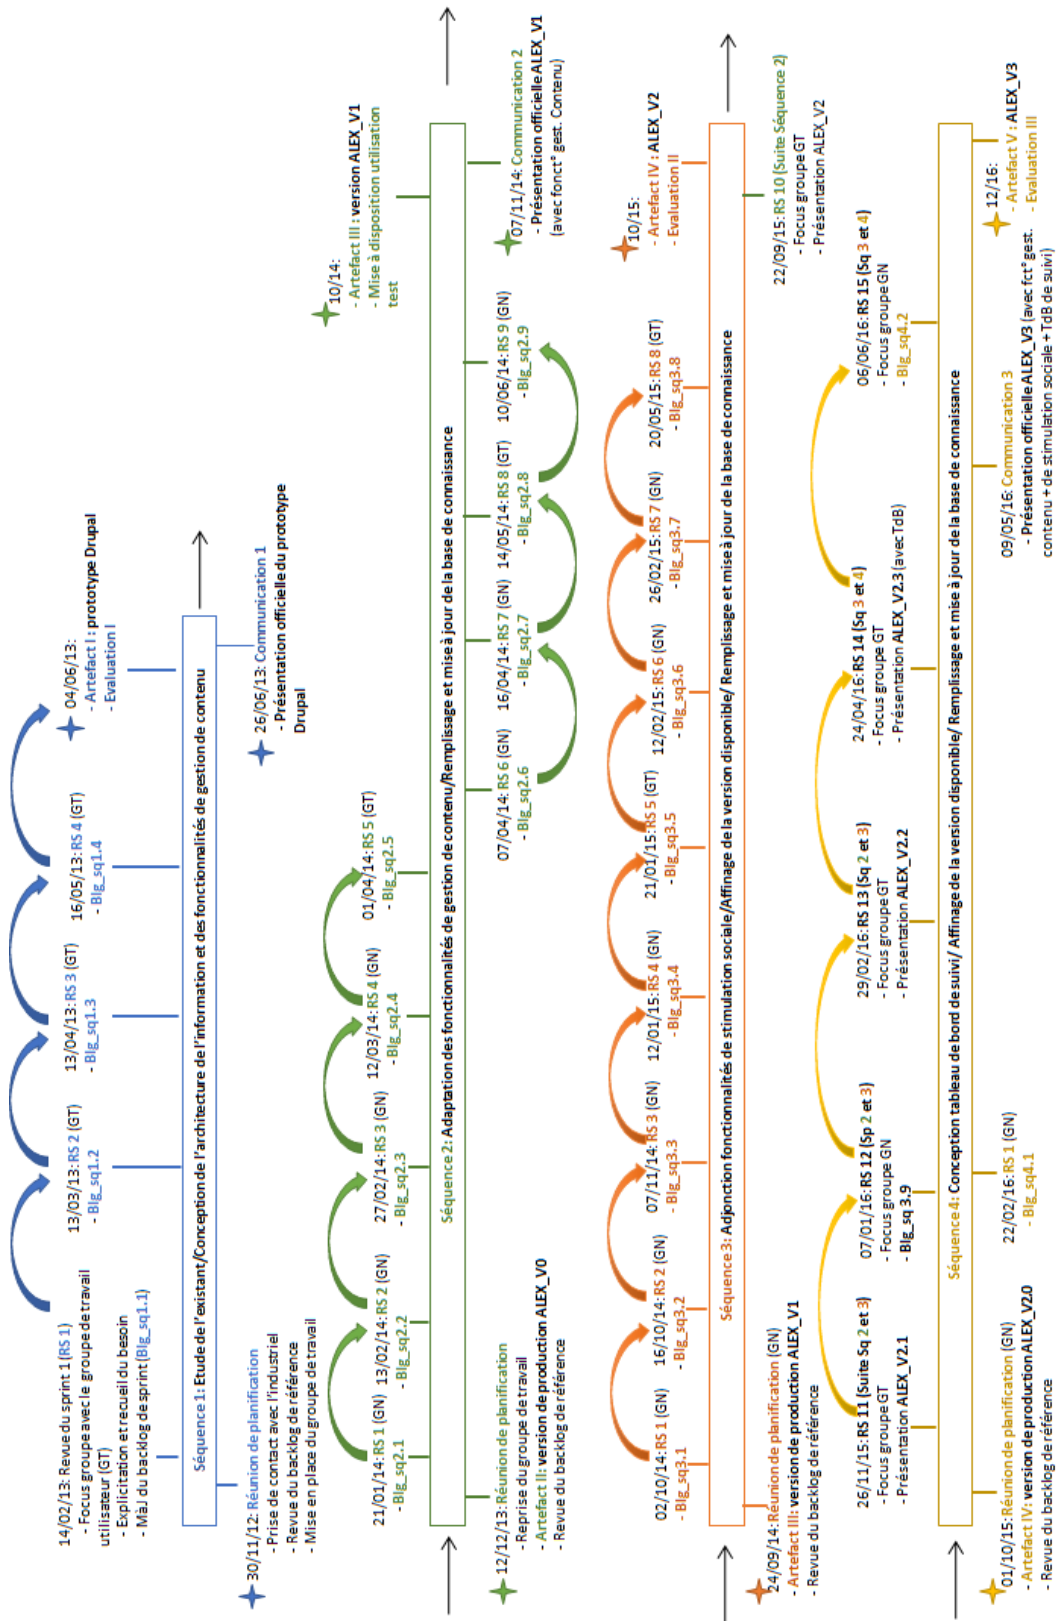 14/02/13: Revue du sprint 1 (RS 1)
- Focus groupe avec le groupe de travail
utilisateur (GT)
- Explicitation et recueil du besoin
- MàJ du backlog de sprint (Blg_sq1.1)
13/03/13: RS 2 (GT)
- Blg_sq1.2
13/04/13: RS 3 (GT)
- Blg_sq1.3
16/05/13: RS 4 (GT)
- Blg_sq1.4
04/06/13:
- Artefact I : prototype Drupal
- Evaluation I
Séquence 1: Etude de l'existant/Conception de l'architecture de l'information et des fonctionnalités de gestion de contenu
30/11/12: Réunion de planification
- Prise de contact avec l'industriel
- Revue du backlog de référence
- Mise en place du groupe de travail
26/06/13: Communication 1
- Présentation officielle du prototype
Drupal
21/01/14: RS 1 (GN)
- Blg_sq2.1
13/02/14: RS 2 (GN)
- Blg_sq2.2
27/02/14: RS 3 (GN)
- Blg_sq2.3
12/03/14: RS 4 (GN)
- Blg_sq2.4
01/04/14: RS 5 (GT)
- Blg_sq2.5
10/14:
- Artefact III : version ALEX_V1
- Mise à disposition utilisation
test
Séquence 2: Adaptation des fonctionnalités de gestion de contenu/Remplissage et mise à jour de la base de connaissance
12/12/13: Réunion de planification
- Reprise du groupe de travail
- Artefact II: version de production ALEX_V0
- Revue du backlog de référence
07/04/14: RS 6 (GN)
- Blg_sq2.6
16/04/14: RS 7 (GN)
- Blg_sq2.7
14/05/14: RS 8 (GT)
- Blg_sq2.8
10/06/14: RS 9 (GN)
- Blg_sq2.9
07/11/14: Communication 2
- Présentation officielle ALEX_V1
(avec fonct° gest. Contenu)
02/10/14: RS 1 (GN)
- Blg_sq3.1
16/10/14: RS 2 (GN)
- Blg_sq3.2
07/11/14: RS 3 (GN)
- Blg_sq3.3
12/01/15: RS 4 (GN)
- Blg_sq3.4
21/01/15: RS 5 (GT)
- Blg_sq3.5
12/02/15: RS 6 (GN)
- Blg_sq3.6
26/02/15: RS 7 (GN)
- Blg_sq3.7
20/05/15: RS 8 (GT)
- Blg_sq3.8
10/15:
- Artefact IV : ALEX_V2
- Evaluation II
Séquence 3: Adjonction fonctionnalités de stimulation sociale/Affinage de la version disponible/ Remplissage et mise à jour de la base de connaissance
24/09/14: Réunion de planification (GN)
- Artefact III: version de production ALEX_V1
- Revue du backlog de référence
22/09/15: RS 10 (Suite Séquence 2)
- Focus groupe GT
- Présentation ALEX_V2
26/11/15: RS 11 (Suite Sq 2 et 3)
- Focus groupe GT
- Présentation ALEX_V2.1
07/01/16: RS 12 (Sp 2 et 3)
- Focus groupe GN
- Blg_sq 3.9
29/02/16: RS 13 (Sq 2 et 3)
- Focus groupe GT
- Présentation ALEX_V2.2
24/04/16: RS 14 (Sq 3 et 4)
- Focus groupe GT
- Présentation ALEX_V2.3 (avec TdB)
06/06/16: RS 15 (Sq 3 et 4)
- Focus groupe GN
- Blg_sq4.2
Séquence 4: Conception tableau de bord de suivi/ Affinage de la version disponible/ Remplissage et mise à jour de la base de connaissance
01/10/15: Réunion de planification (GN)
- Artefact IV: version de production ALEX_V2.0
- Revue du backlog de référence
22/02/16: RS 1 (GN)
- Blg_sq4.1
09/05/16: Communication 3
- Présentation officielle ALEX_V3 (avec fct° gest.
contenu + de stimulation sociale + TdB de suivi)
12/16:
- Artefact V : ALEX_V3
- Evaluation III